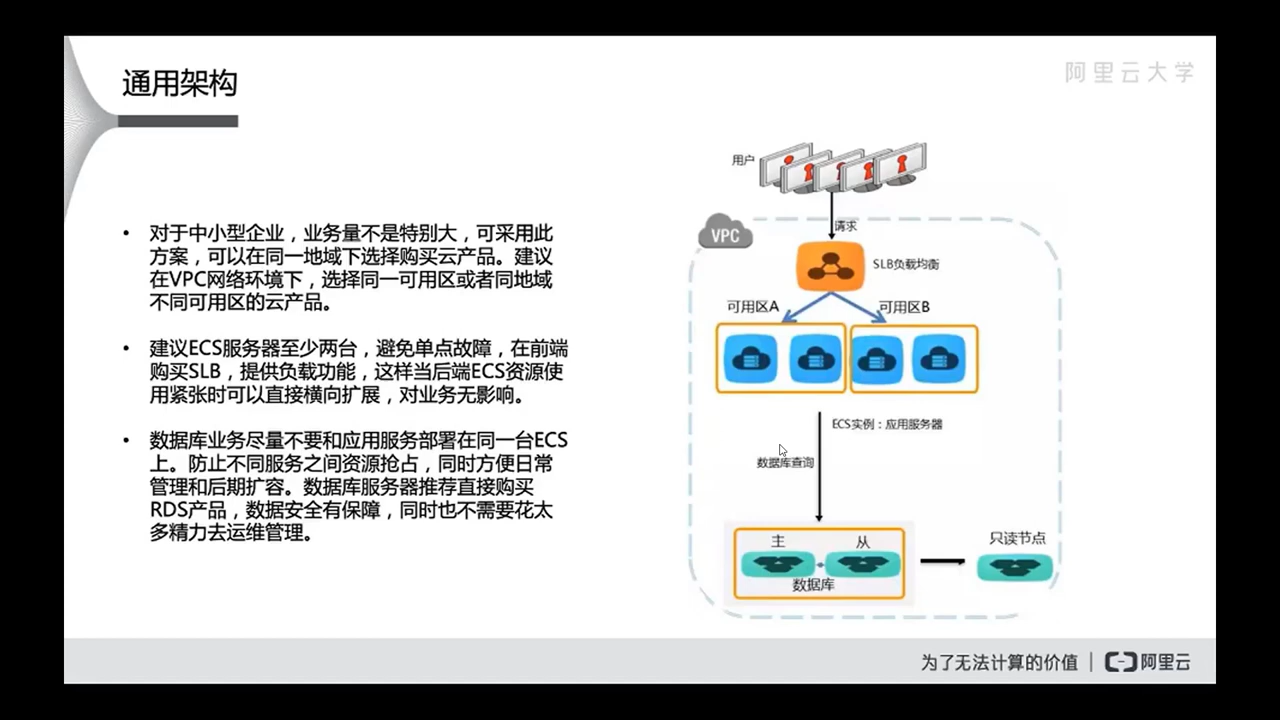 通用架构
阿里云大学
• 对于中小型企业，业务量不是特别大，可采用此
方案，可以在同一地域下选择购买云产品。建议
在VPC网络环境下，选择同一可用区或者同地域
不同可用区的云产品。
• 建议ECS服务器至少两台，避免单点故障，在前端
购买SLB，提供负载功能，这样当后端ECS资源使
用紧张时可以直接横向扩展，对业务无影响。
• 数据库业务尽量不要和应用服务部署在同一台ECS
上。防止不同服务之间资源抢占，同时方便日常
管理和后期扩容。数据库服务器推荐直接购买
RDS产品，数据安全有保障，同时也不需要花太
多精力去运维管理。
用户
请求
VPC
SLB负载均衡
可用区A
可用区B
ECS实例：应用服务器
数据库查询
主
从
数据库
只读节点
为了无法计算的价值 | 阿里云